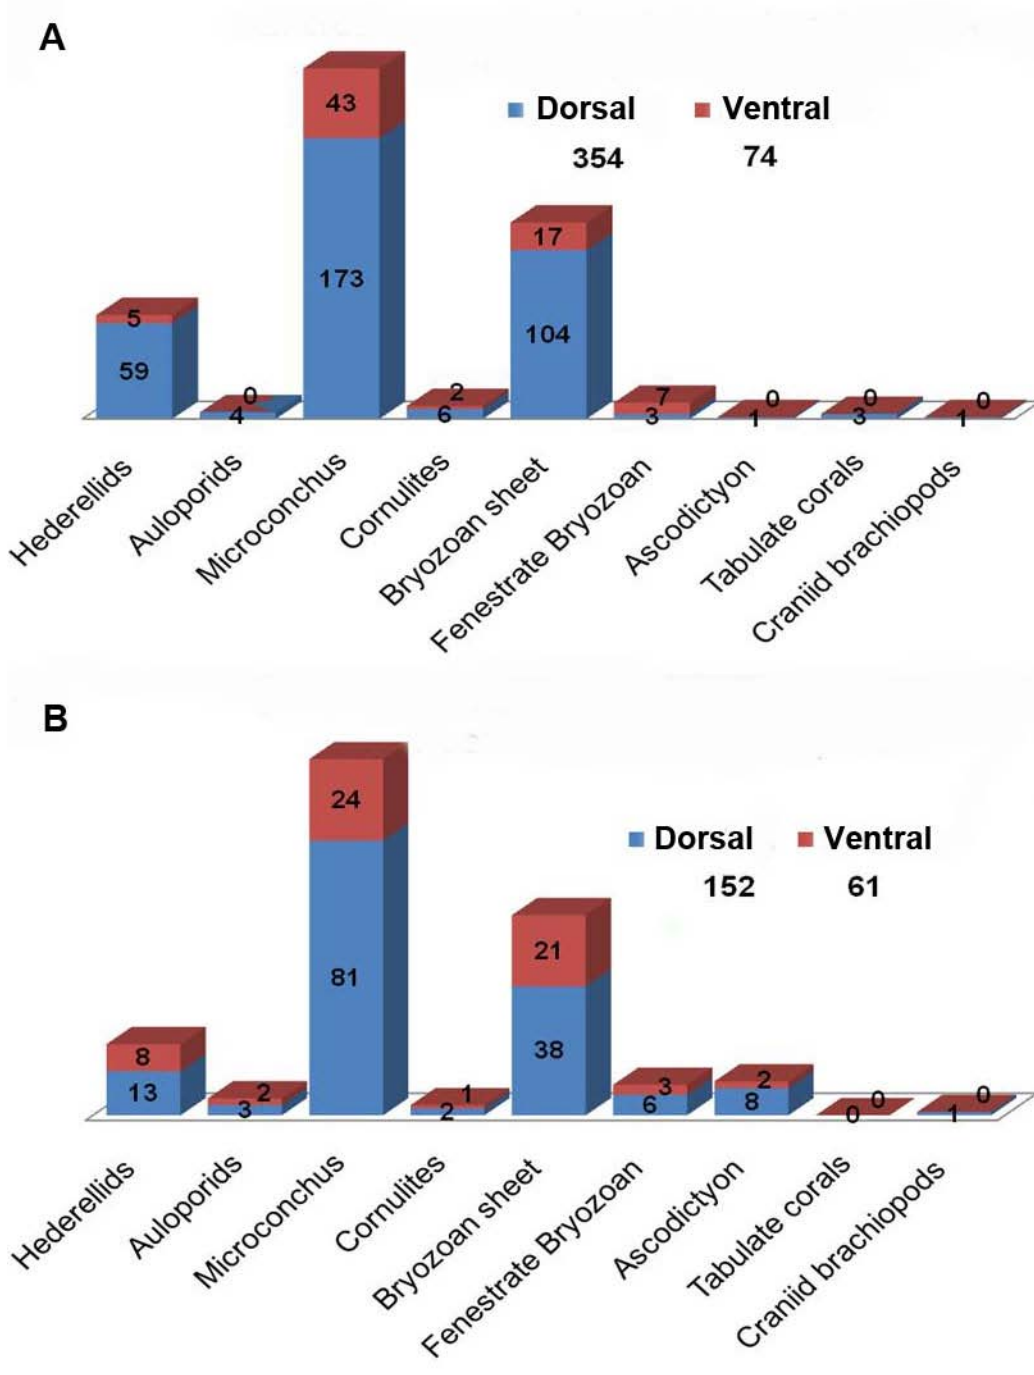 A
Dorsal Ventral
354 74
43
173
17
104
5
59
0
4
2
6
7
3
0
1
0
3
0
1
Hederellids
Auloporids
Microconchus
Cornulites
Bryozoan sheet
Fenestrate Bryozoan
Ascodictyon
Tabulate corals
Craniid brachiopods
B
Dorsal Ventral
152 61
24
81
21
38
8
13
2
3
1
2
3
6
2
8
0
0
0
1
Hederellids
Auloporids
Microconchus
Cornulites
Bryozoan sheet
Fenestrate Bryozoan
Ascodictyon
Tabulate corals
Craniid brachiopods